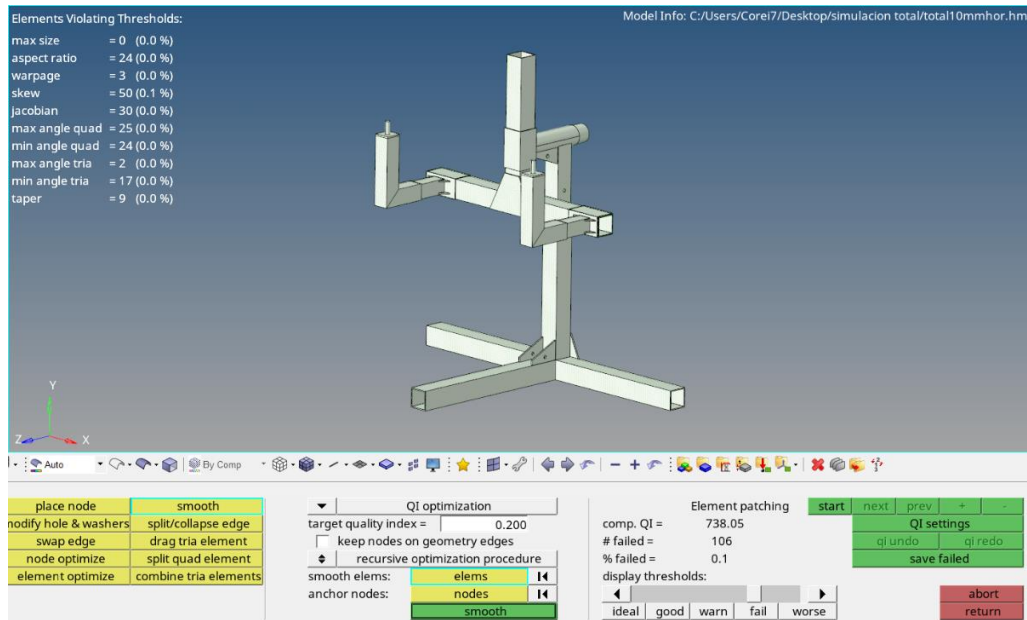 Elements Violating Thresholds:
Model Info: C:/Users/Corei7/Desktop/simulacion total/total10mmhor.hm
max size = 0 (0.0 %)
aspect ratio = 24 (0.0 %)
warpage = 3 (0.0 %)
skew = 50 (0.1 %)
jacobian = 30 (0.0 %)
max angle quad = 25 (0.0 %)
min angle quad = 24 (0.0 %)
max angle tria = 2 (0.0 %)
min angle tria = 17 (0.0 %)
taper = 9 (0.0 %)
Y
Z
X
Auto
By Comp
place node
smooth
modify hole & washers
split/collapse edge
swap edge
drag tria element
node optimize
split quad element
element optimize
combine tria elements
QI optimization
target quality index = 0.200
keep nodes on geometry edges
recursive optimization procedure
smooth elems: elems
anchor nodes: nodes
smooth
Element patching start next prev + -
comp. QI = 738.05 QI settings
# failed = 106 qi undo qi redo
% failed = 0.1 save failed
display thresholds:
abort
ideal good warn fail worse return